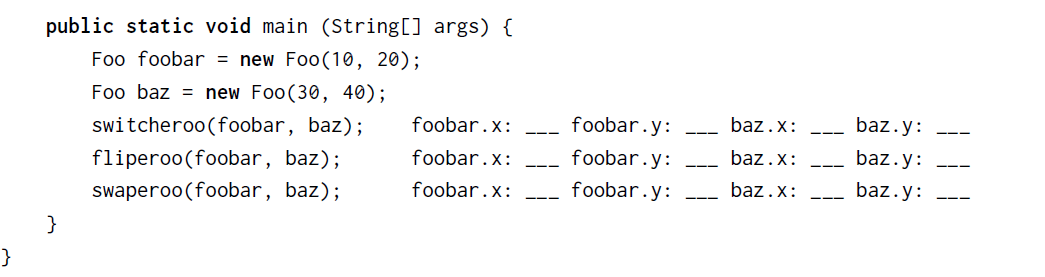 public static void main (String[] args) {
Foo foobar = new Foo(10, 20);
Foo baz = new Foo(30, 40);
switcheroo(foobar, baz); foobar.x: ___ foobar.y: ___ baz.x: ___ baz.y: ___
fliperoo(foobar, baz); foobar.x: ___ foobar.y: ___ baz.x: ___ baz.y: ___
swaperoo(foobar, baz); foobar.x: ___ foobar.y: ___ baz.x: ___ baz.y: ___
}
}